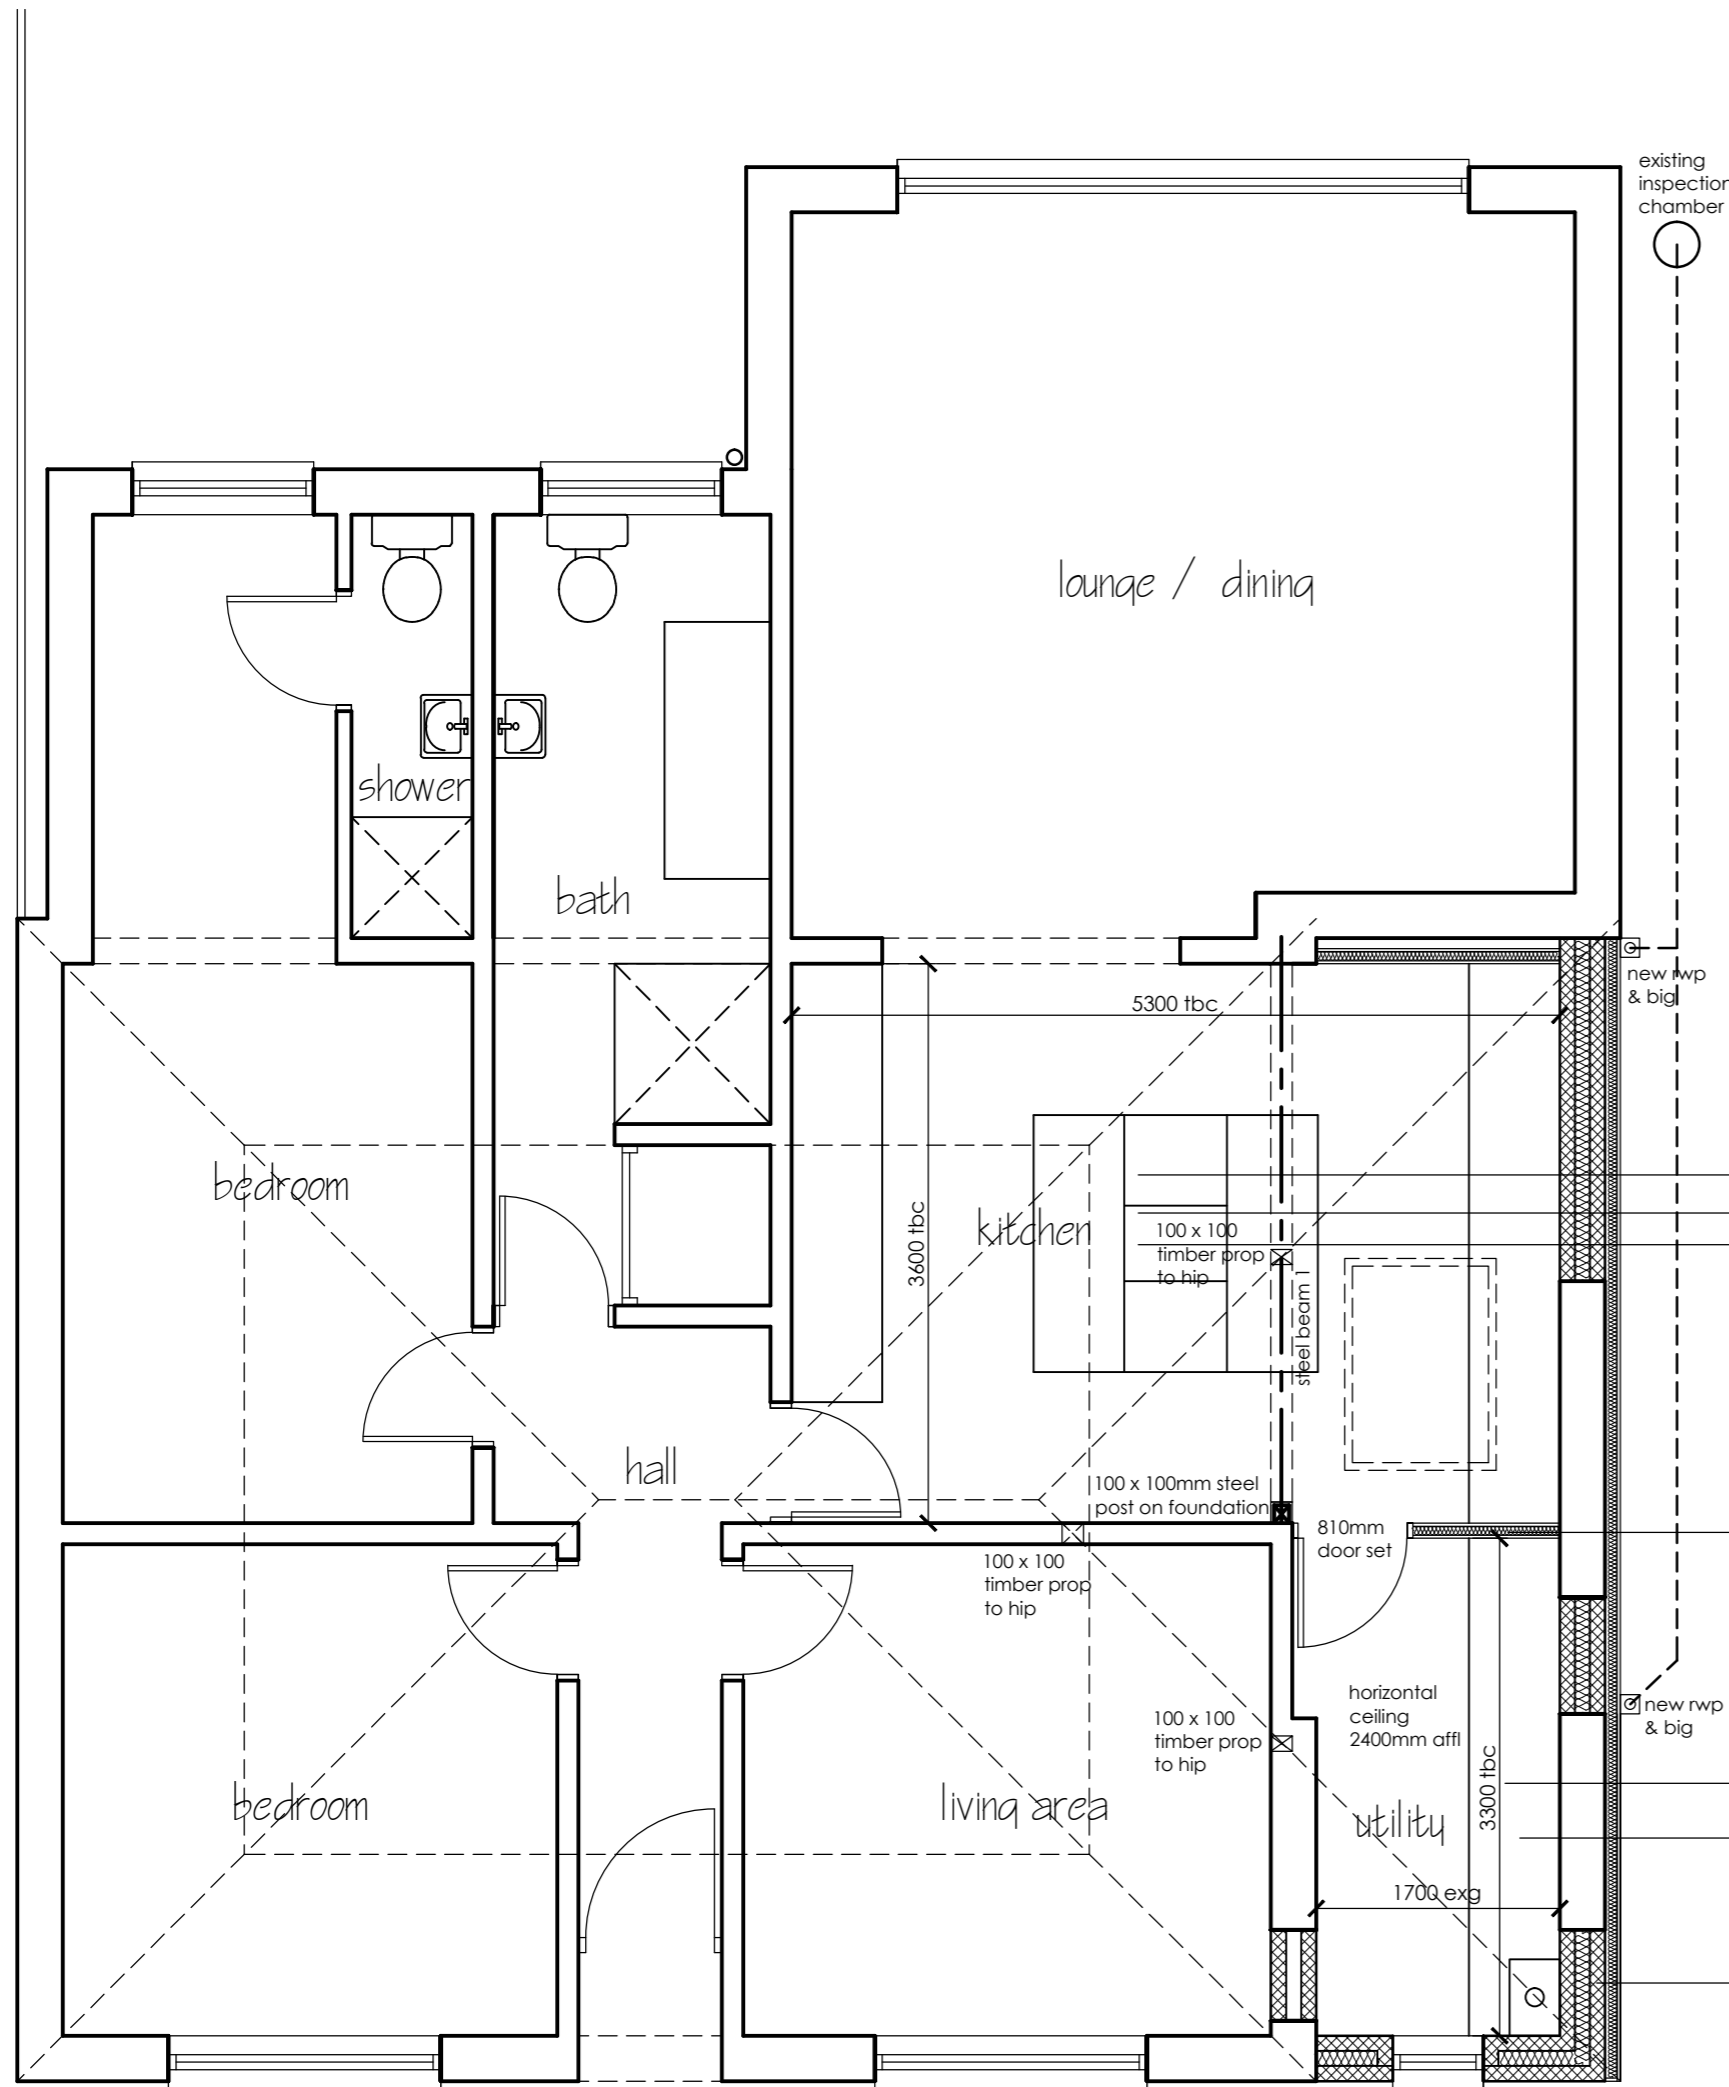 existing
inspection
chamber
lounge / dining
shower
bath
new rwp
& big
5300 tbc
bedroom
kitchen
3600 tbc
100 x 100
timber prop
to hip
steel beam 1
hall
100 x 100mm steel
post on foundation
810mm
door set
100 x 100
timber prop
to hip
horizontal
ceiling
2400mm affl
new rwp
& big
100 x 100
timber prop
to hip
3300 tbc
bedroom
living area
utility
1700 exg